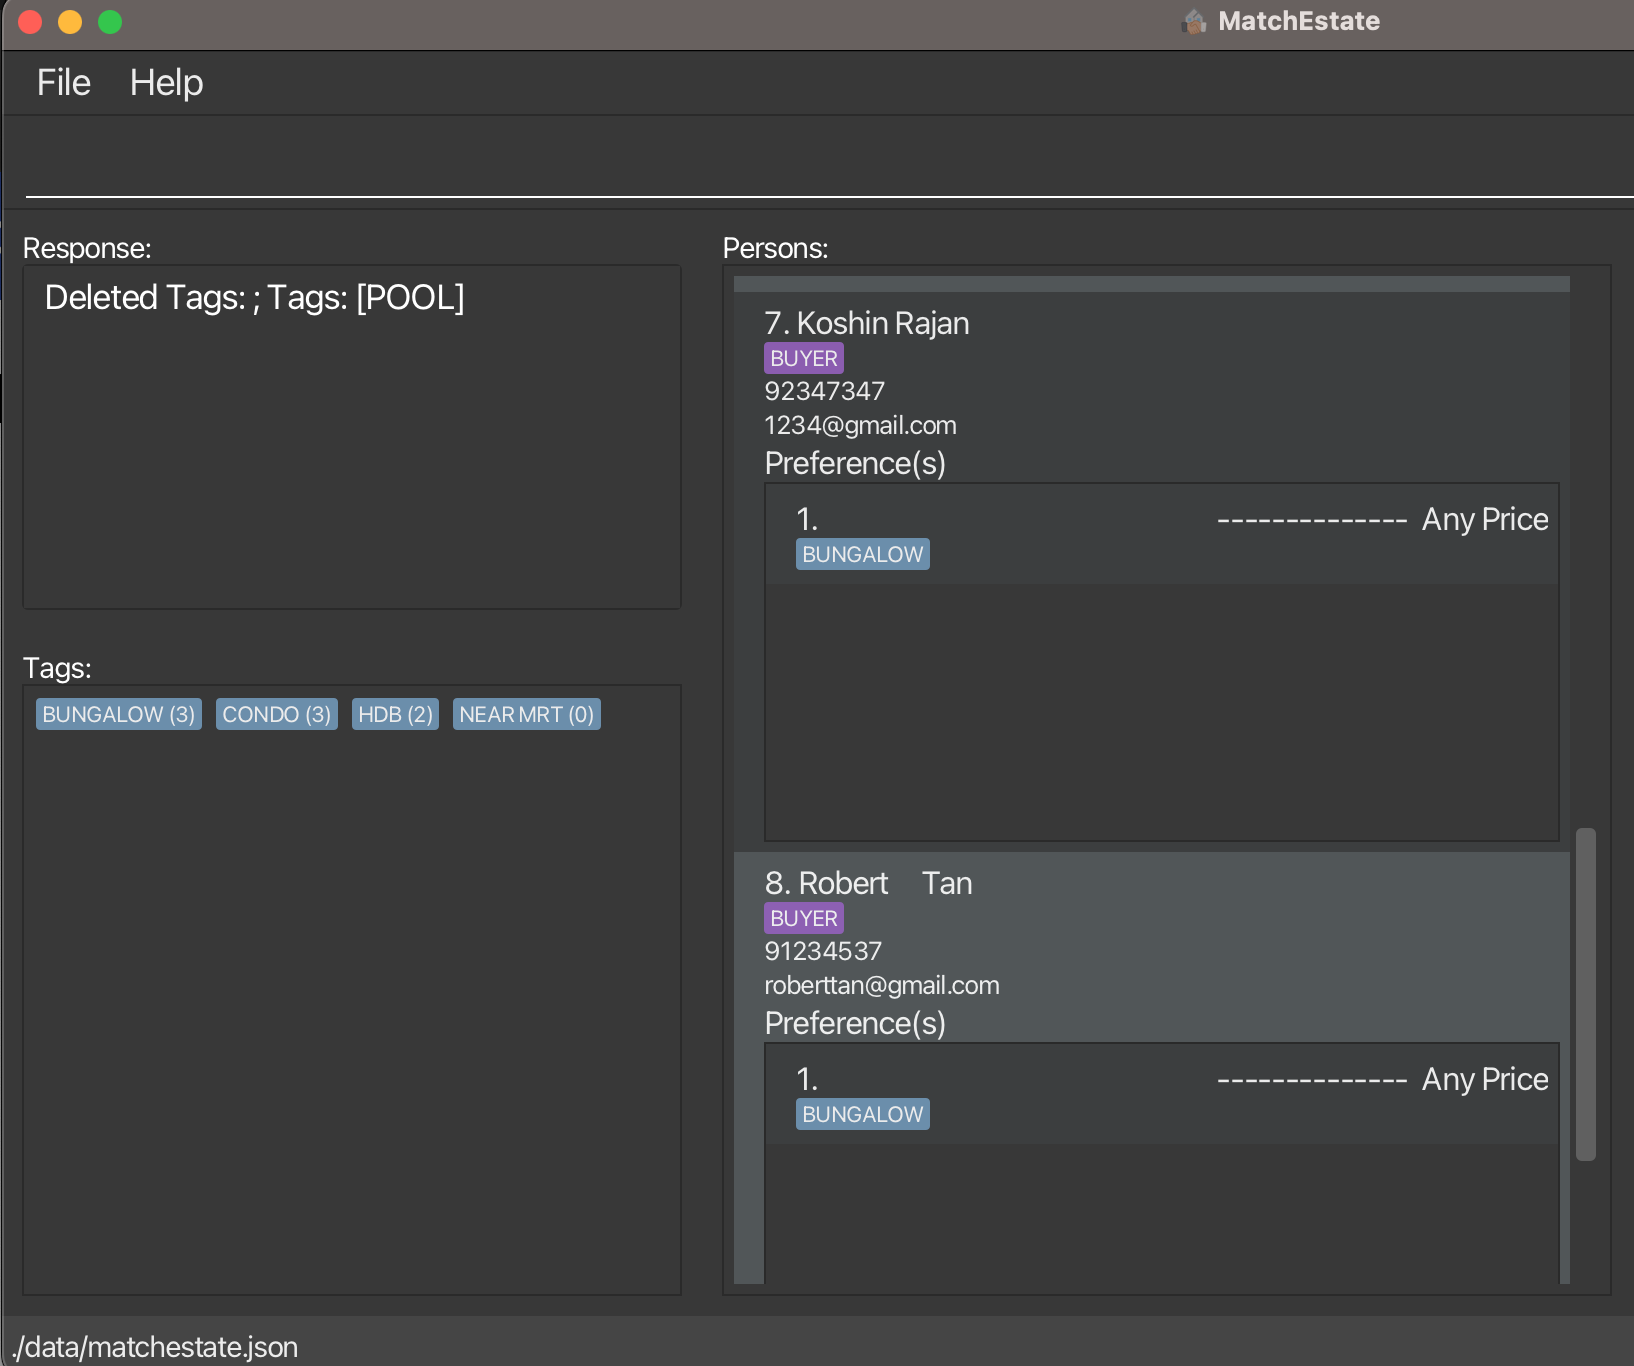 MatchEstate
File Help
Response:
Deleted Tags: ; Tags: [POOL]
Tags:
BUNGALOW (3) CONDO (3) HDB (2) NEAR MRT (0)
Persons:
7. Koshin Rajan
BUYER
92347347
1234@gmail.com
Preference(s)
1. -------------- Any Price
BUNGALOW
8. Robert    Tan
BUYER
91234537
roberttan@gmail.com
Preference(s)
1. -------------- Any Price
BUNGALOW
./data/matchestate.json